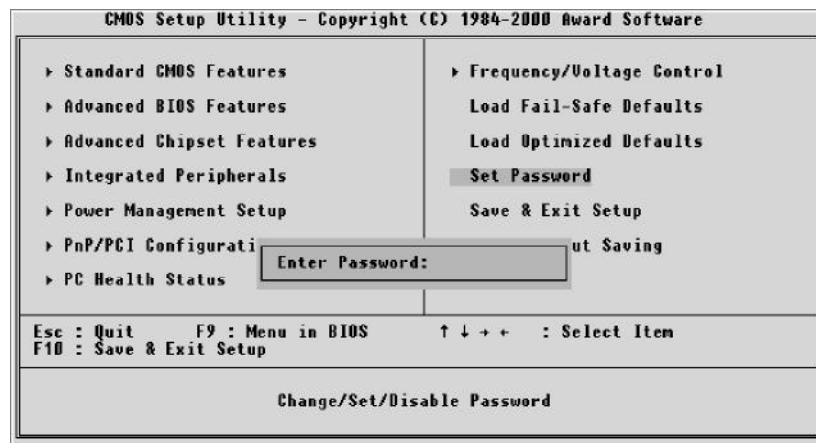 CMOS Setup Utility - Copyright (C) 1984-2000 Award Software
▸ Standard CMOS Features
▸ Advanced BIOS Features
▸ Advanced Chipset Features
▸ Integrated Peripherals
▸ Power Management Setup
▸ PnP/PCI Configurati
▸ PC Health Status
▸ Frequency/Voltage Control
Load Fail-Safe Defaults
Load Optimized Defaults
Set Password
Save & Exit Setup
ut Saving
Enter Password:
Esc : Quit F9 : Menu in BIOS ↑ ↓ → ← : Select Item
F10 : Save & Exit Setup
Change/Set/Disable Password